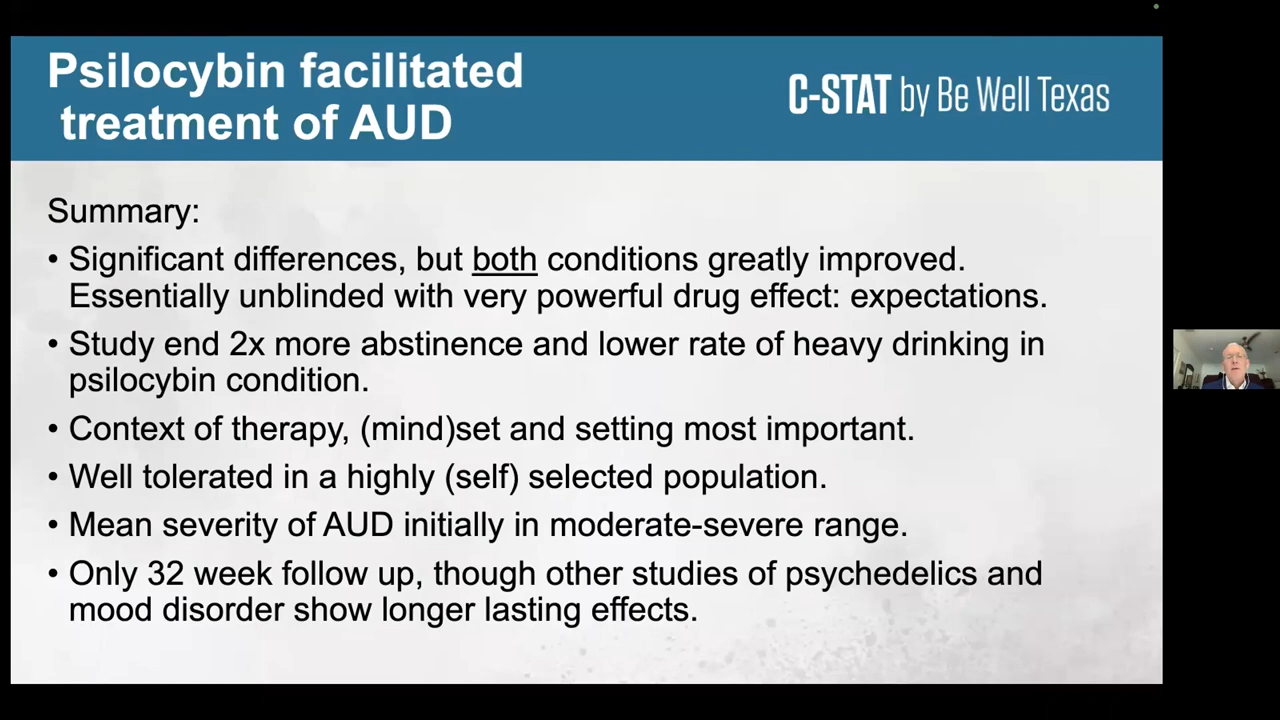 Psilocybin facilitated
treatment of AUD
C-STAT by Be Well Texas
Summary:
• Significant differences, but both conditions greatly improved.
Essentially unblinded with very powerful drug effect: expectations.
• Study end 2x more abstinence and lower rate of heavy drinking in
psilocybin condition.
• Context of therapy, (mind)set and setting most important.
• Well tolerated in a highly (self) selected population.
• Mean severity of AUD initially in moderate-severe range.
• Only 32 week follow up, though other studies of psychedelics and
mood disorder show longer lasting effects.